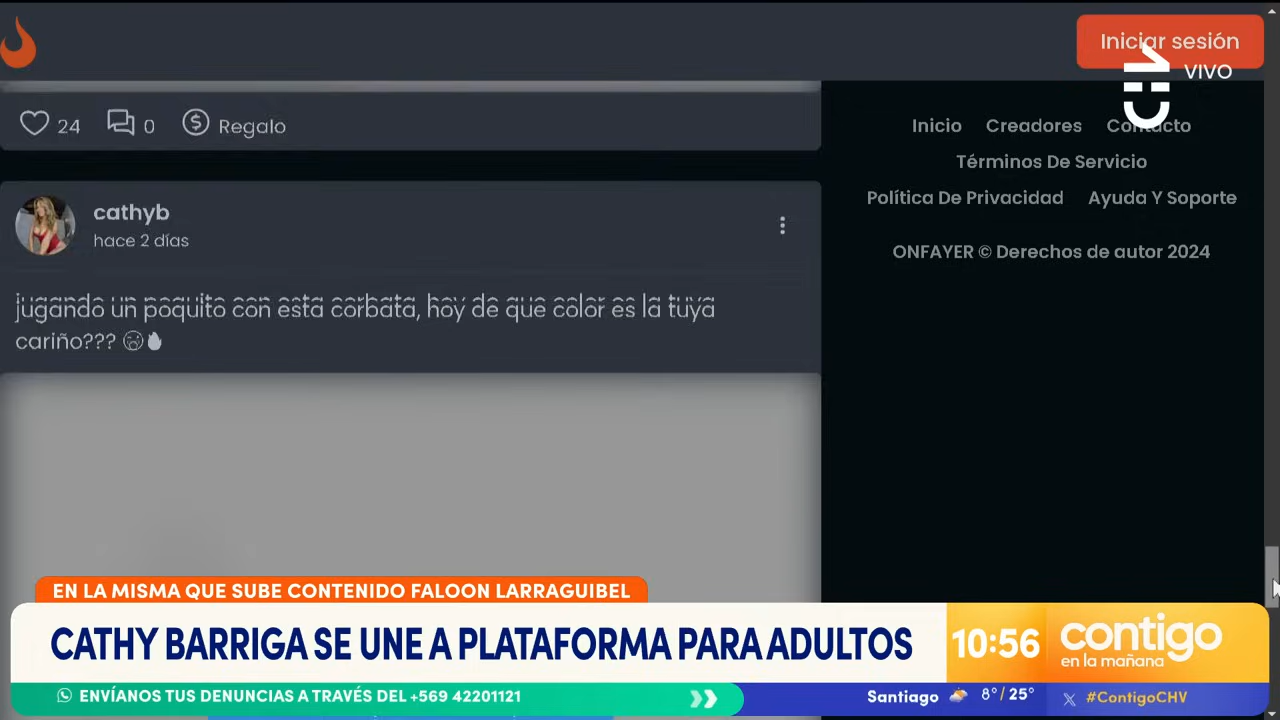 Iniciar sesión
VIVO
24 0 Regalo
Inicio Creadores Contacto
Términos De Servicio
Política De Privacidad Ayuda Y Soporte
ONFAYER © Derechos de autor 2024
cathyb
hace 2 días
jugando un poquito con esta corbata, hoy de que color es la tuya
cariño???
EN LA MISMA QUE SUBE CONTENIDO FALOON LARRAGUIBEL
CATHY BARRIGA SE UNE A PLATAFORMA PARA ADULTOS
10:56
contigo
en la mañana
ENVÍANOS TUS DENUNCIAS A TRAVÉS DEL +569 42201121
Santiago 8°/25° #ContigoCHV